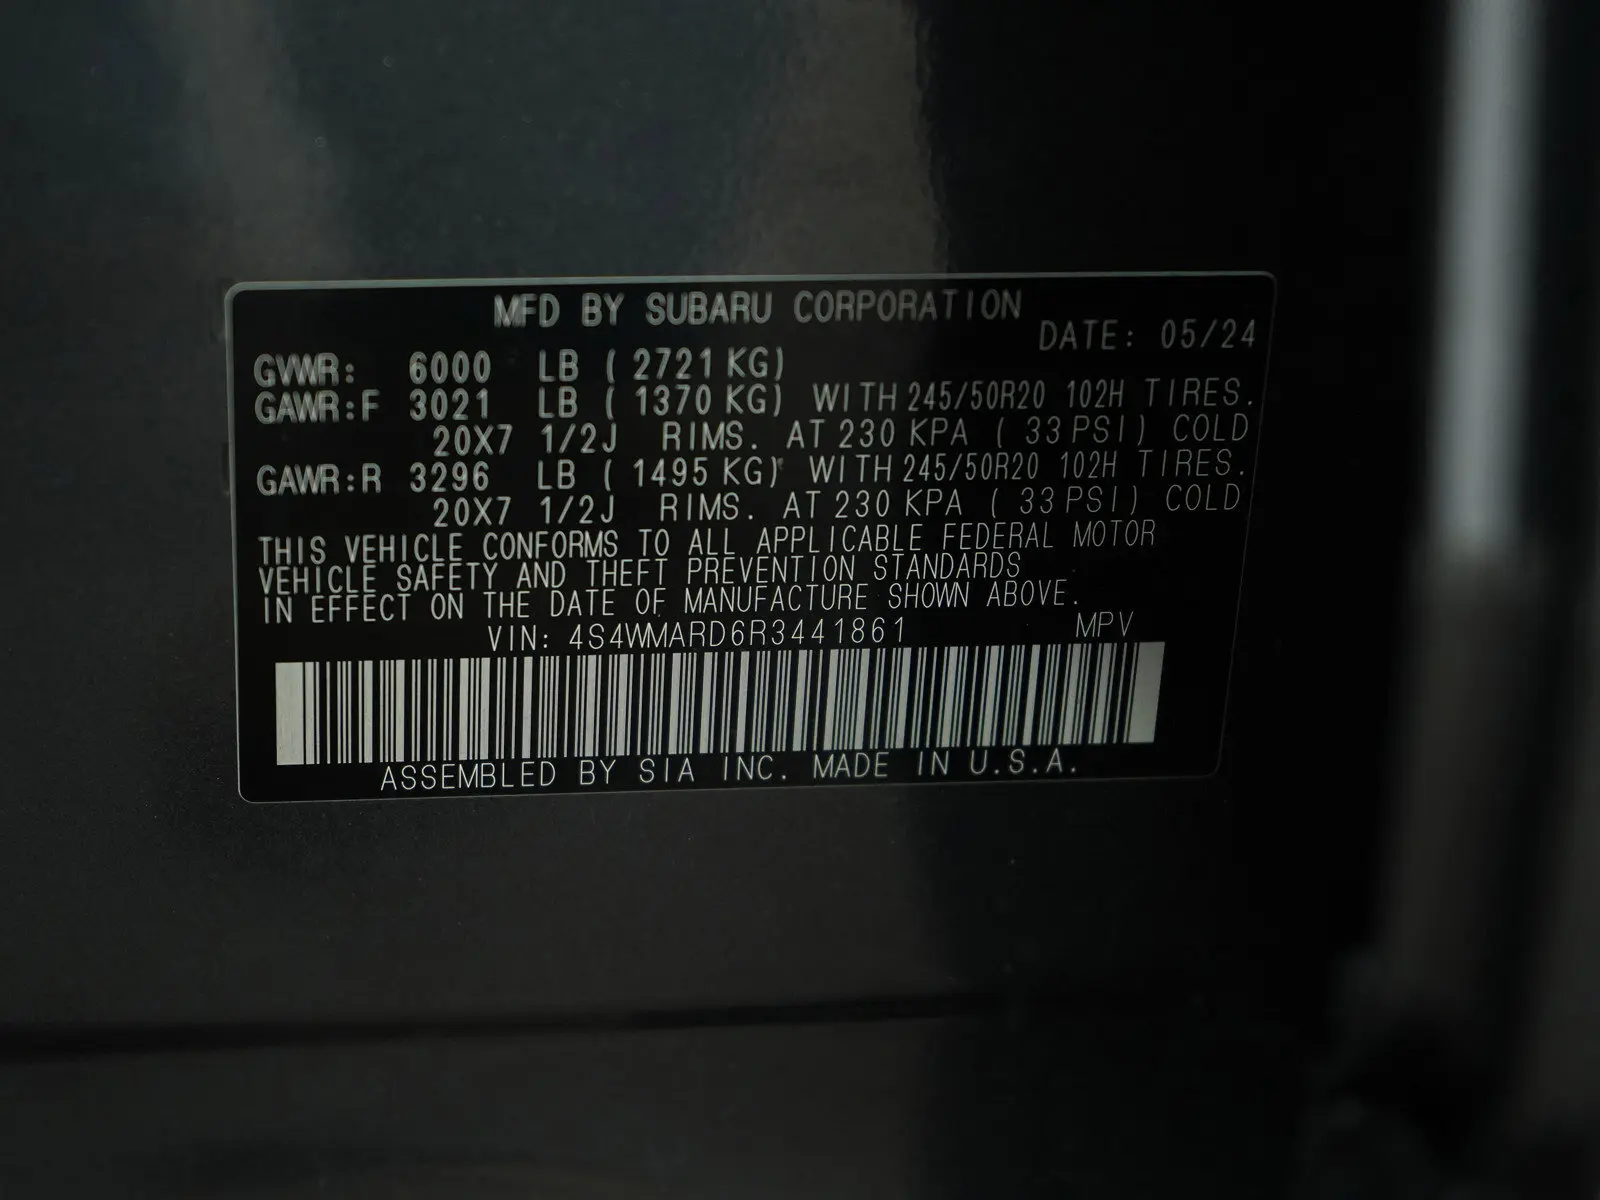 MFD BY SUBARU CORPORATION
DATE: 05/24
GVWR: 6000 LB ( 2721 KG)
GAWR:F 3021 LB ( 1370 KG) WITH 245/50R20 102H TIRES.
20X7 1/2J RIMS. AT 230 KPA ( 33 PSI) COLD
GAWR:R 3296 LB ( 1495 KG) WITH 245/50R20 102H TIRES.
20X7 1/2J RIMS. AT 230 KPA ( 33 PSI) COLD
THIS VEHICLE CONFORMS TO ALL APPLICABLE FEDERAL MOTOR
VEHICLE SAFETY AND THEFT PREVENTION STANDARDS
IN EFFECT ON THE DATE OF MANUFACTURE SHOWN ABOVE.
VIN: 4S4WMARD6R3441861 MPV
ASSEMBLED BY SIA INC. MADE IN U.S.A.